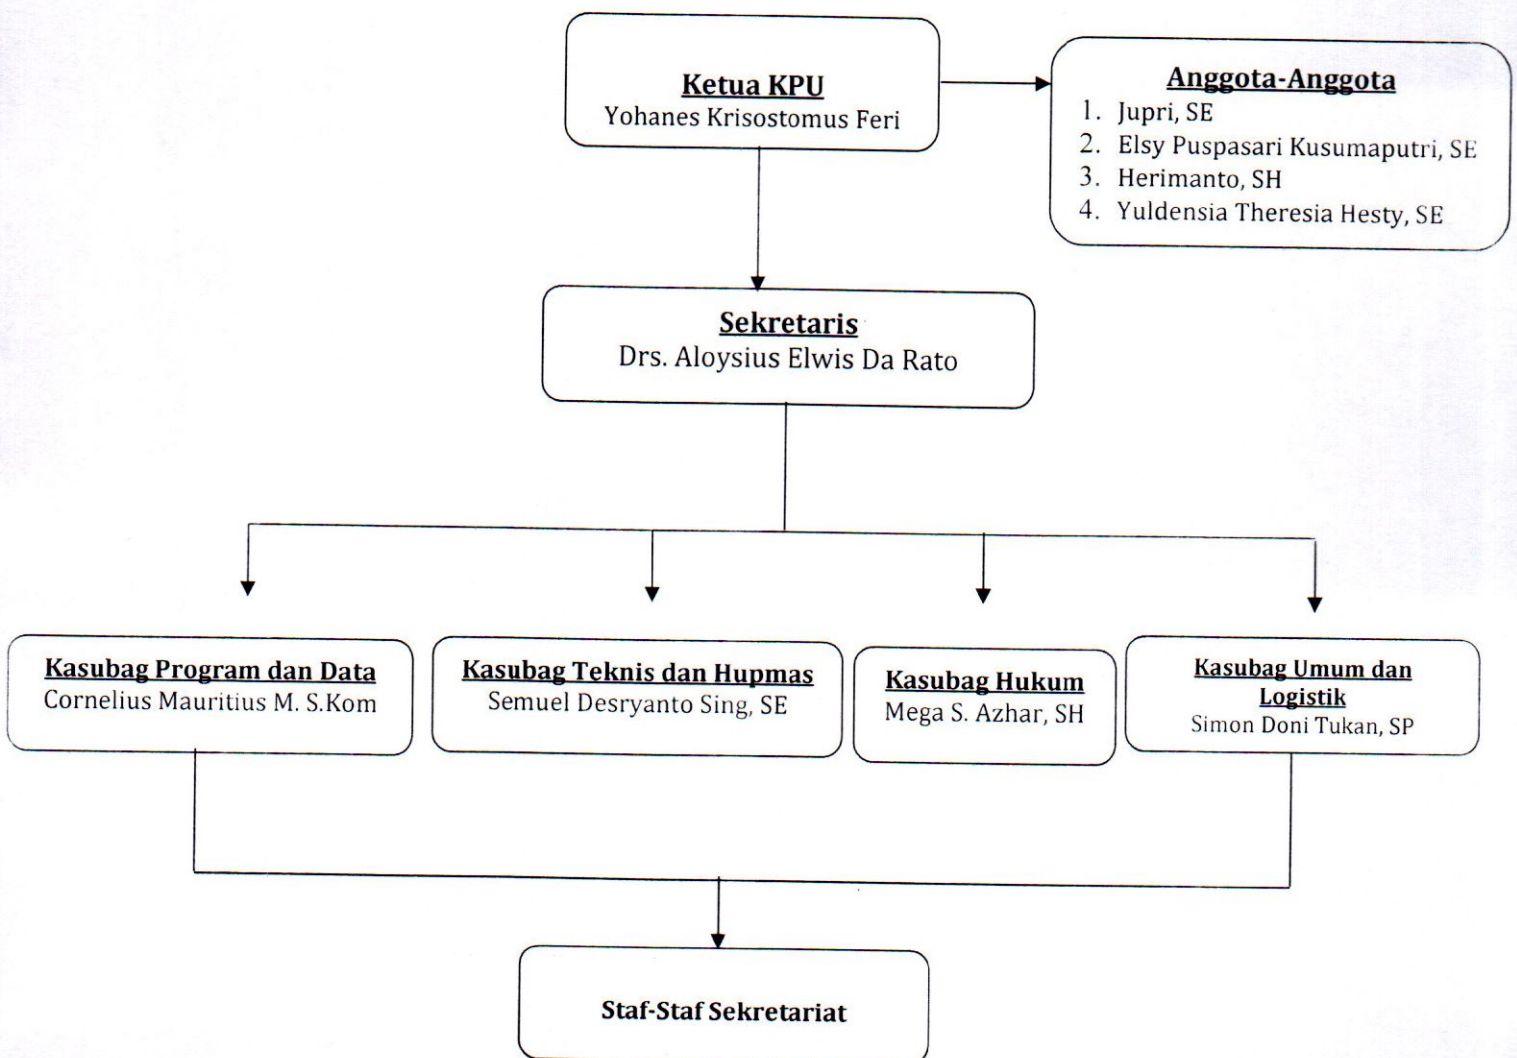 Ketua KPU
Yohanes Krisostomus Feri
Anggota-Anggota
1. Jupri, SE
2. Elsy Puspasari Kusumaputri, SE
3. Herimanto, SH
4. Yuldensia Theresia Hesty, SE
Sekretaris
Drs. Aloysius Elwis Da Rato
Kasubag Program dan Data
Cornelius Mauritius M. S.Kom
Kasubag Teknis dan Hupmas
Semuel Desryanto Sing, SE
Kasubag Hukum
Mega S. Azhar, SH
Kasubag Umum dan
Logistik
Simon Doni Tukan, SP
Staf-Staf Sekretariat